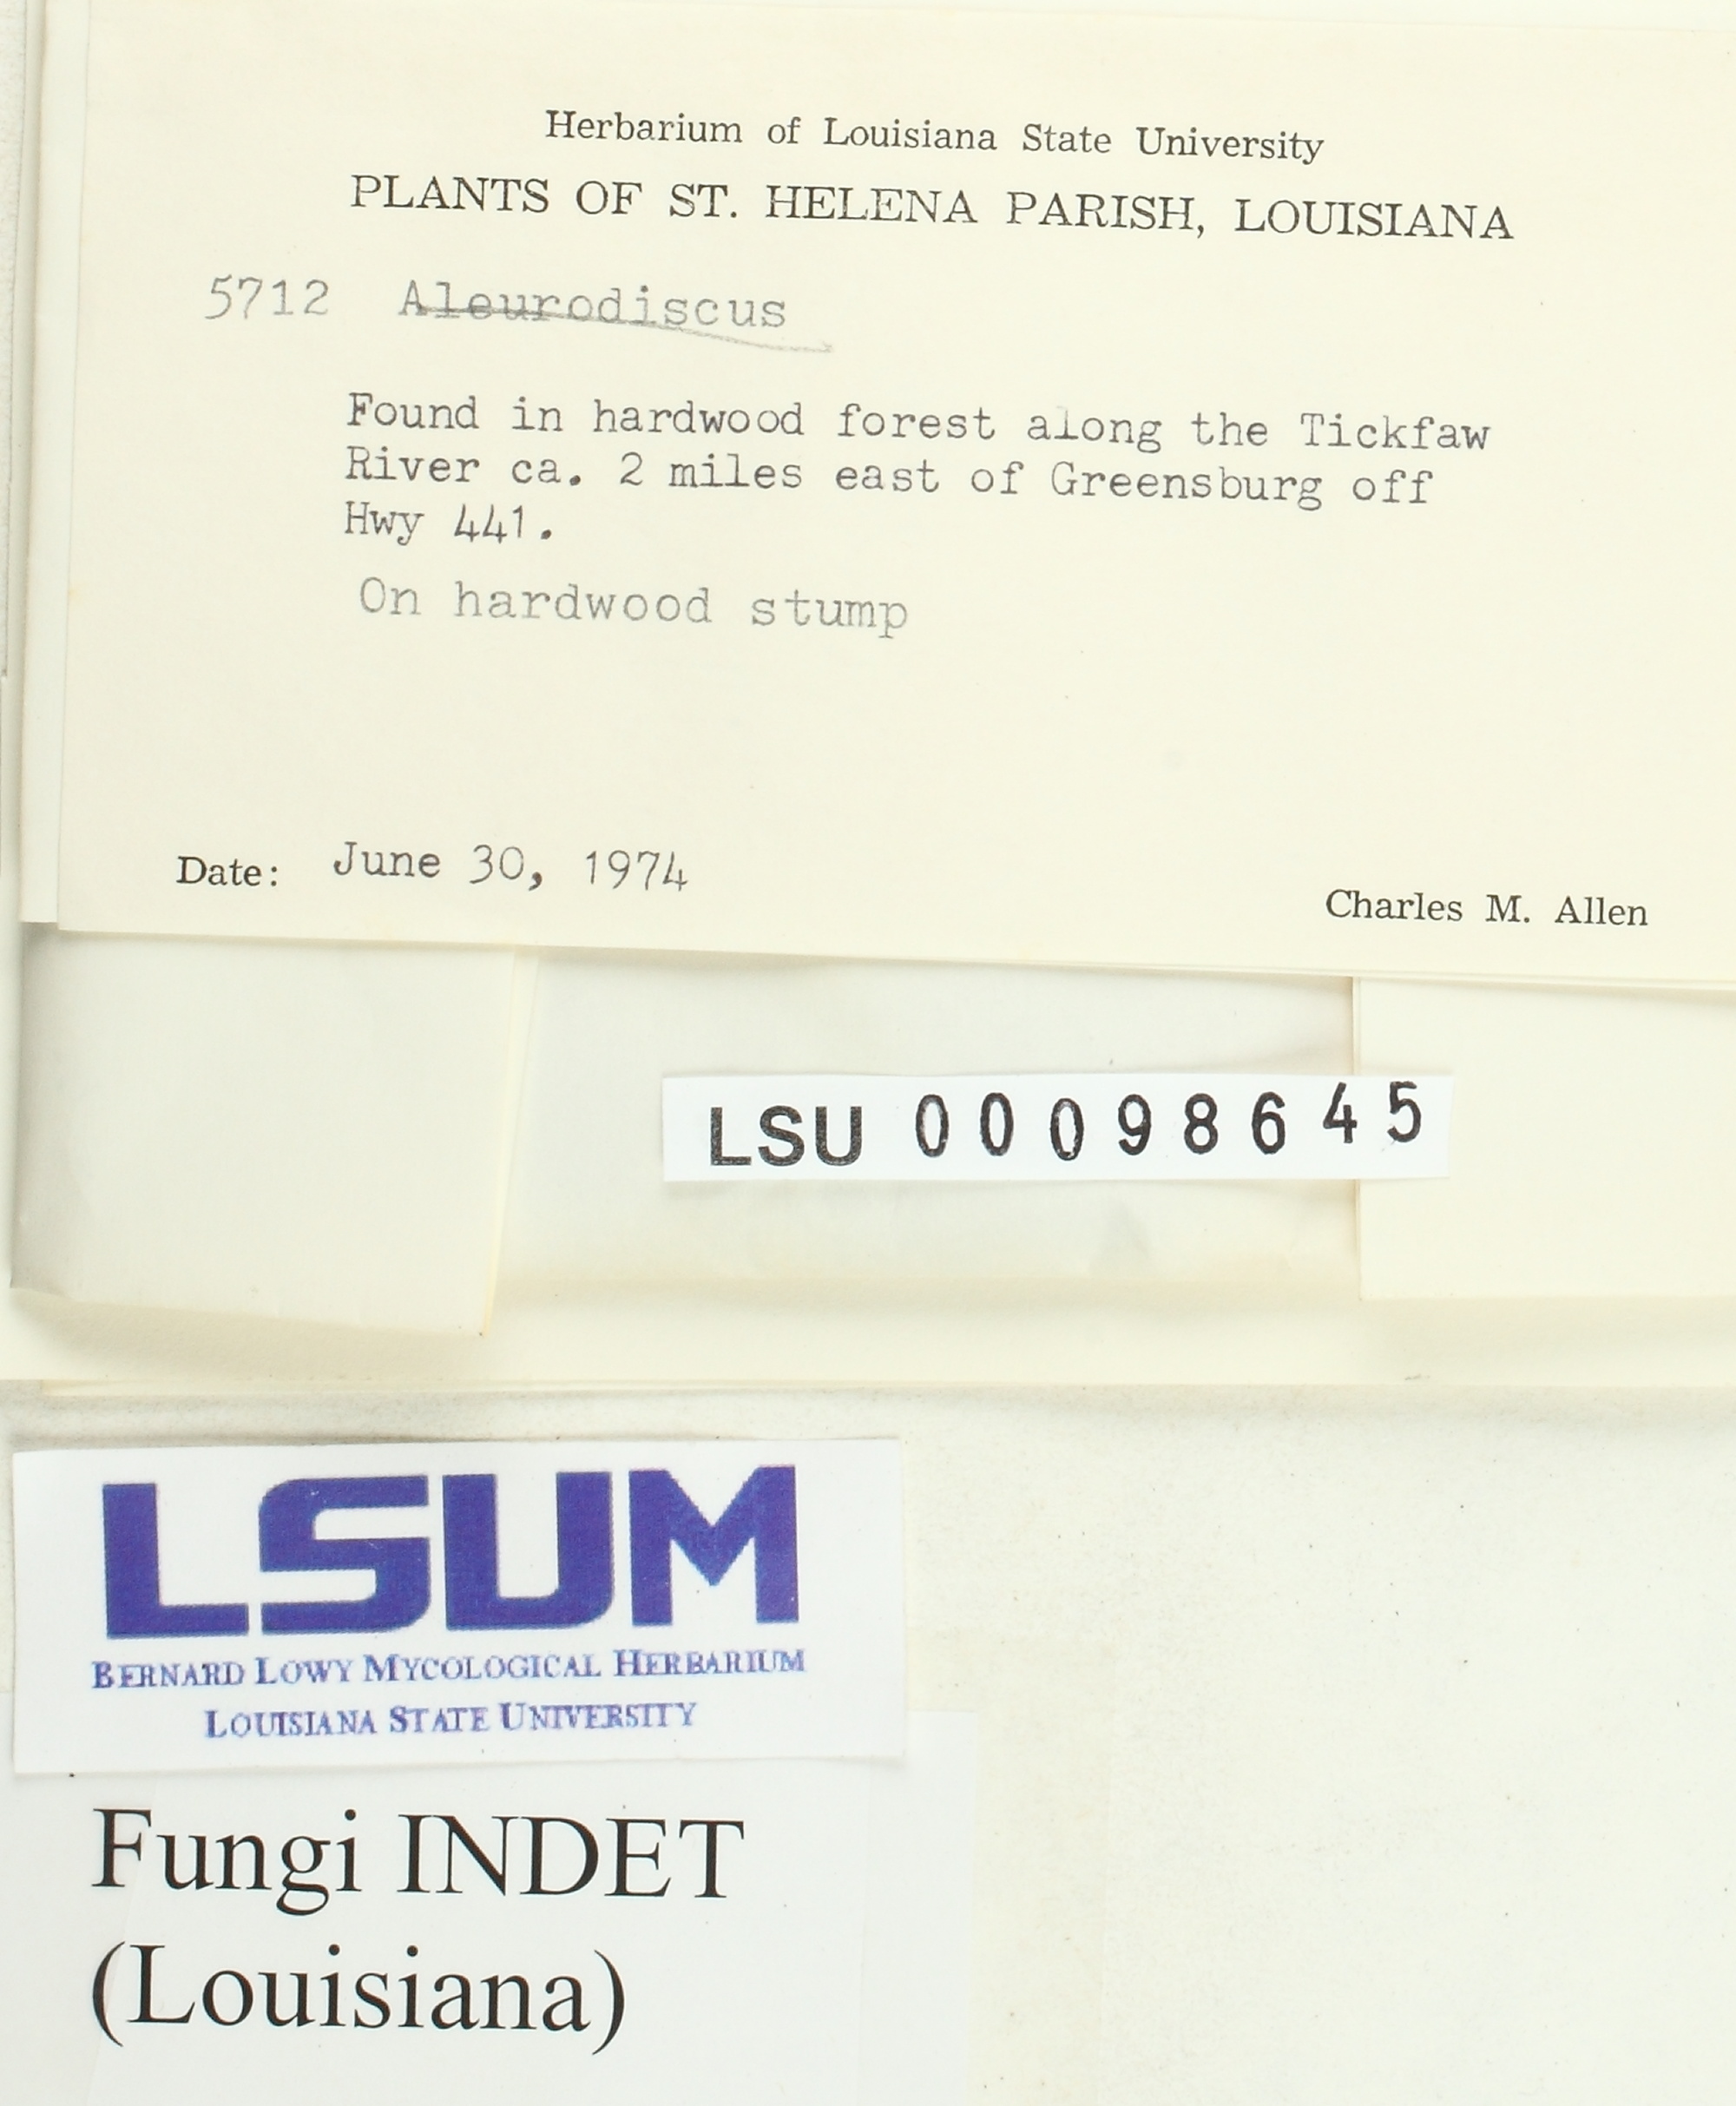 Herbarium of Louisiana State University
PLANTS OF ST. HELENA PARISH, LOUISIANA
5712 Aleurodiscus
Found in hardwood forest along the Tickfaw
River ca. 2 miles east of Greensburg off
Hwy 441.
On hardwood stump
Date: June 30, 1974
Charles M. Allen
LSU 00098645
LSUM
BERNARD LOWY MYCOLOGICAL HERBARIUM
LOUISIANA STATE UNIVERSITY
Fungi INDET
(Louisiana)